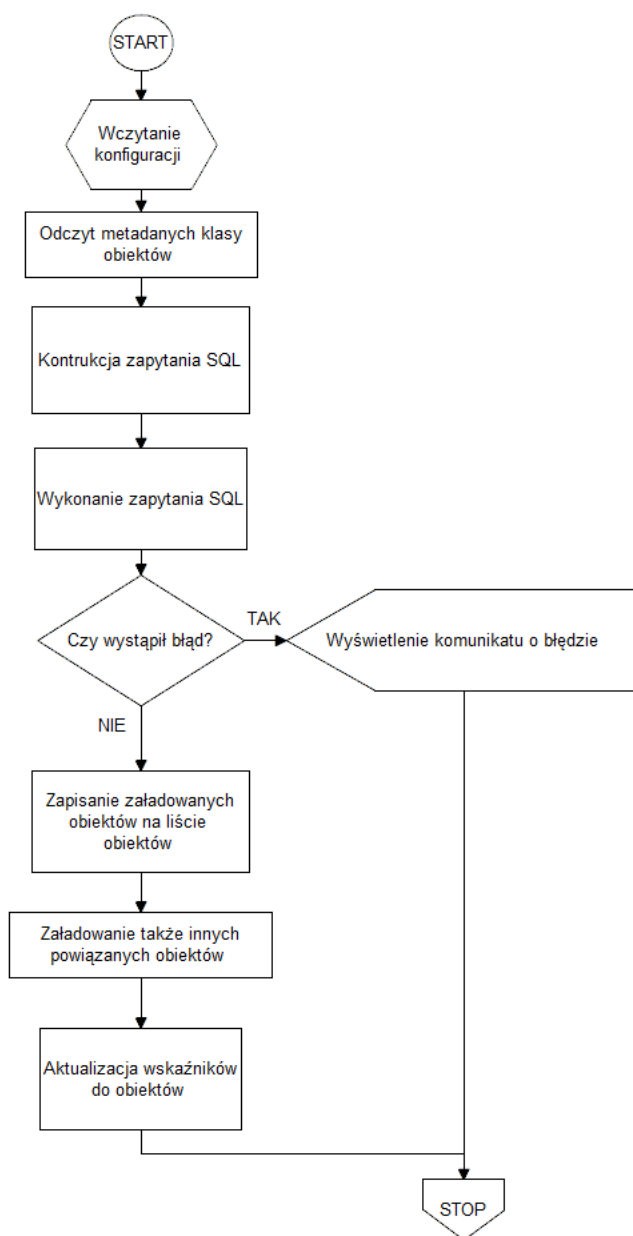 START
Wczytanie
konfiguracji
Odczyt metadanych klasy
obiektów
Kontrukcja zapytania SQL
Wykonanie zapytania SQL
Czy wystąpił błąd?
TAK
Wyświetlenie komunikatu o błędzie
NIE
Zapisanie załadowanych
obiektów na liście
obiektów
Załadowanie także innych
powiązanych obiektów
Aktualizacja wskaźników
do obiektów
STOP